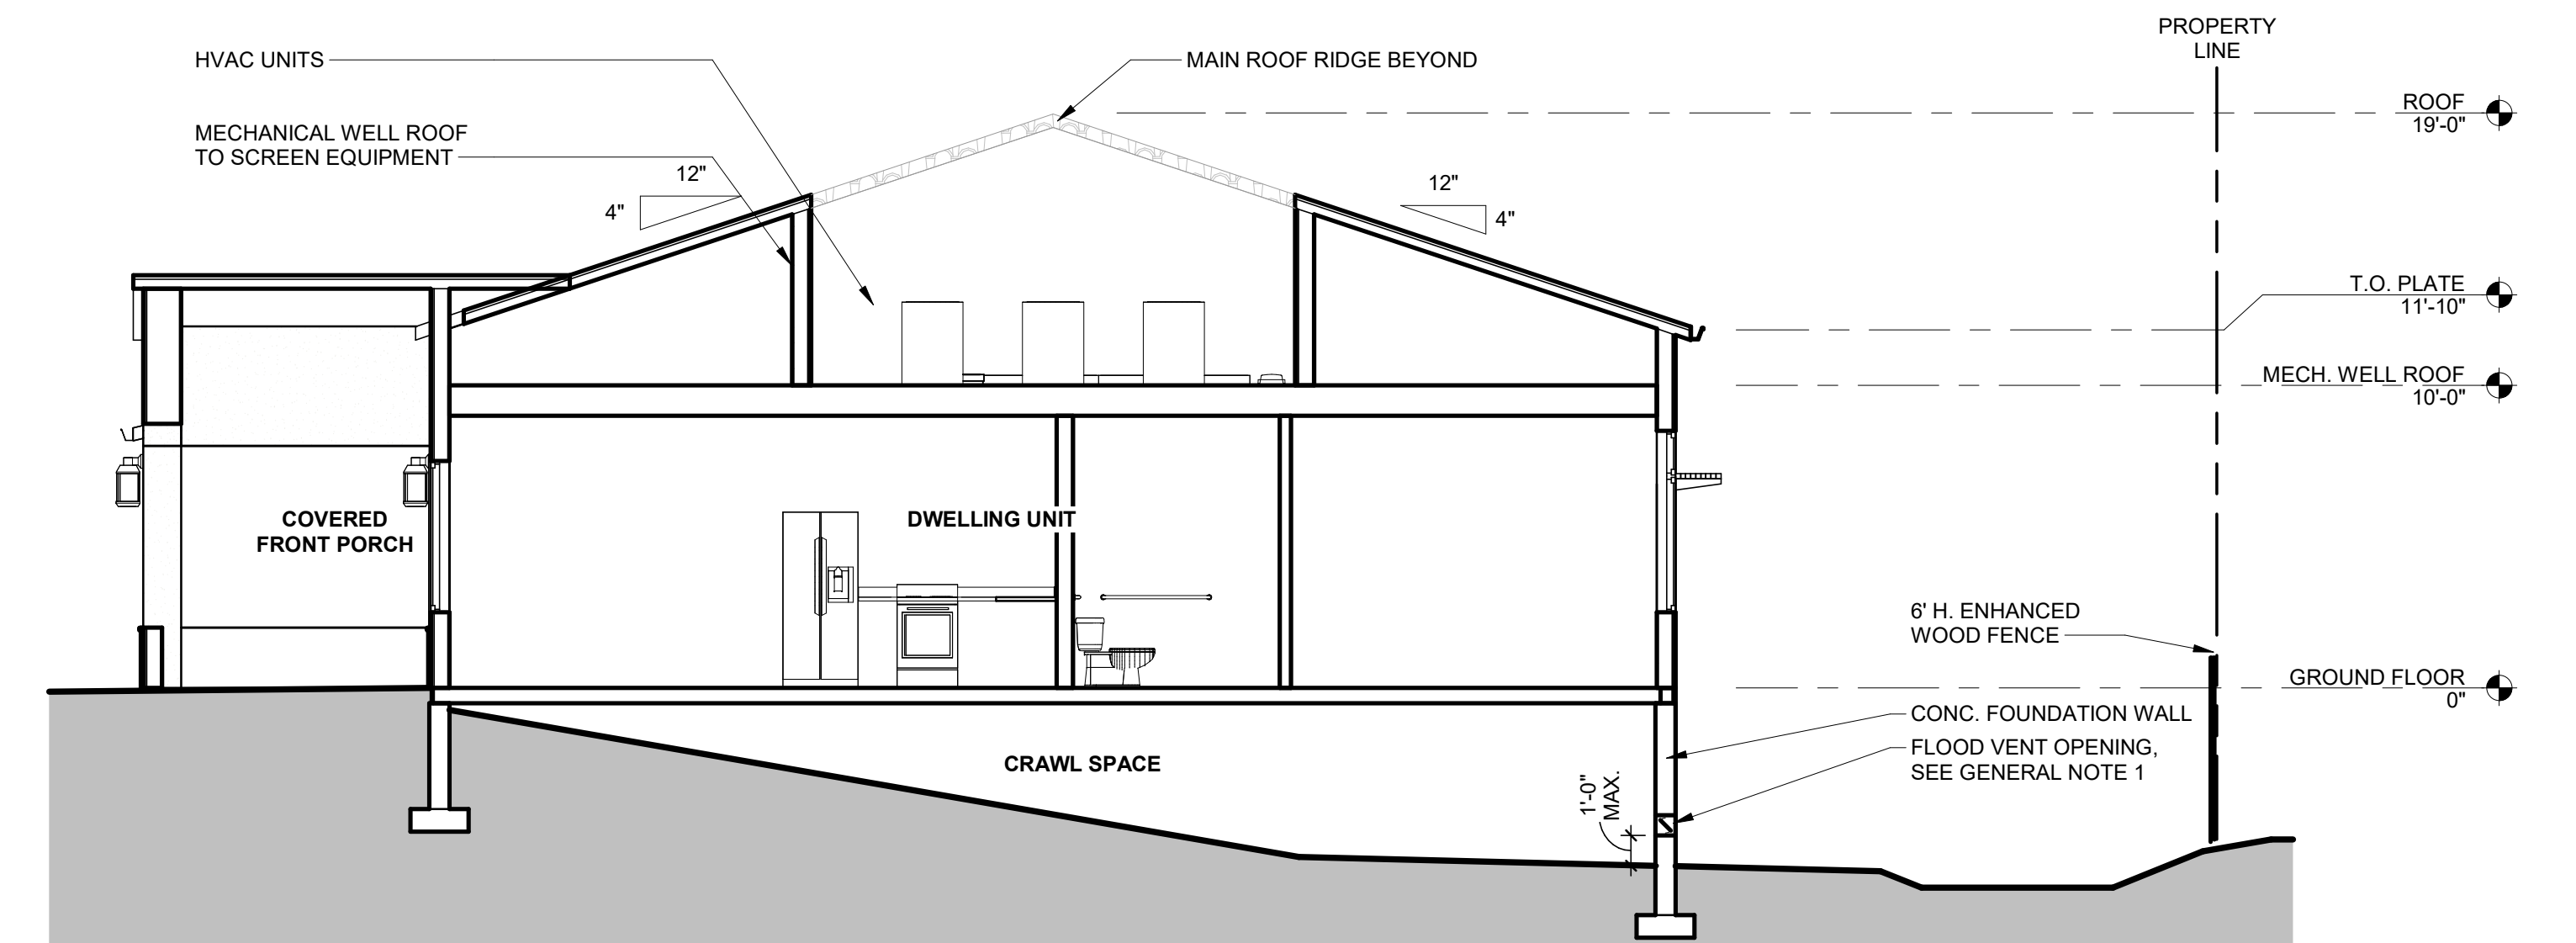 PROPERTY
LINE
HVAC UNITS
MAIN ROOF RIDGE BEYOND
ROOF
19'-0"
MECHANICAL WELL ROOF
TO SCREEN EQUIPMENT
12"
4"
12"
4"
T.O. PLATE
11'-10"
MECH. WELL ROOF
10'-0"
COVERED
FRONT PORCH
DWELLING UNIT
6' H. ENHANCED
WOOD FENCE
GROUND FLOOR
0"
CONC. FOUNDATION WALL
FLOOD VENT OPENING,
SEE GENERAL NOTE 1
CRAWL SPACE
1'-0"
MAX.